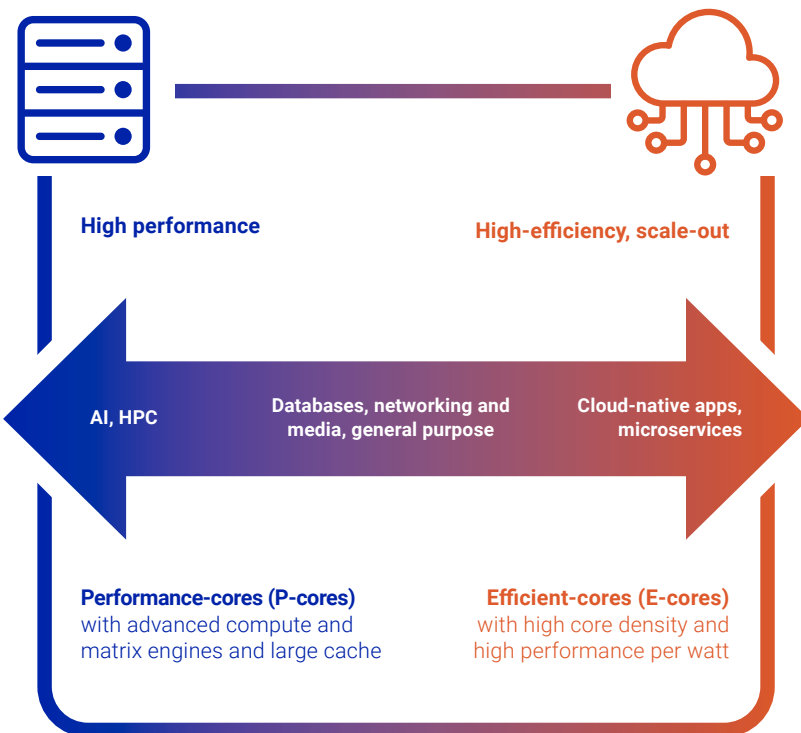 High performance
High-efficiency, scale-out
AI, HPC
Databases, networking and
media, general purpose
Cloud-native apps,
microservices
Performance-cores (P-cores)
with advanced compute and
matrix engines and large cache
Efficient-cores (E-cores)
with high core density and
high performance per watt